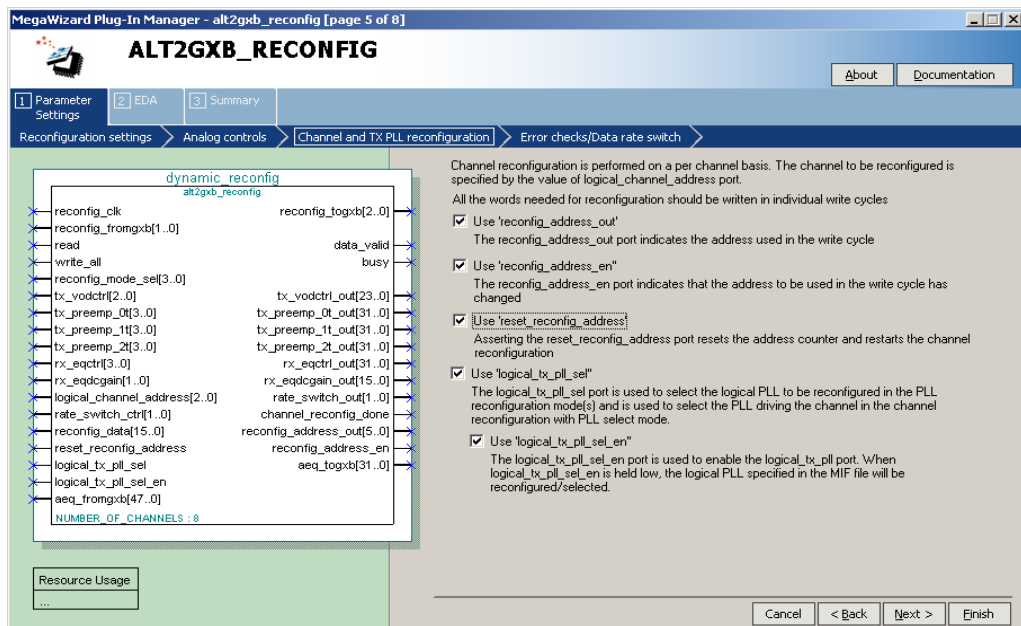 MegaWizard Plug-In Manager - alt2gxb_reconfig [page 5 of 8]
ALT2GXB_RECONFIG
About
Documentation
1 Parameter Settings
2 EDA
3 Summary
Reconfiguration settings
Analog controls
Channel and TX PLL reconfiguration
Error checks/Data rate switch
dynamic_reconfig
alt2gxb_reconfig
reconfig_clk
reconfig_fromgxb[1..0]
read
write_all
reconfig_mode_sel[3..0]
tx_vodctrl[2..0]
tx_preemp_0t[3..0]
tx_preemp_1t[3..0]
tx_preemp_2t[3..0]
rx_eqctrl[3..0]
rx_eqdcgain[1..0]
logical_channel_address[2..0]
rate_switch_ctrl[1..0]
reconfig_data[15..0]
reset_reconfig_address
logical_tx_pll_sel
logical_tx_pll_sel_en
aeq_fromgxb[47..0]
reconfig_togxb[2..0]
data_valid
busy
tx_vodctrl_out[23..0]
tx_preemp_0t_out[31..0]
tx_preemp_1t_out[31..0]
tx_preemp_2t_out[31..0]
rx_eqctrl_out[31..0]
rx_eqdcgain_out[15..0]
rate_switch_out[1..0]
channel_reconfig_done
reconfig_address_out[5..0]
reconfig_address_en
aeq_togxb[31..0]
NUMBER_OF_CHANNELS : 8
Resource Usage
...
Channel reconfiguration is performed on a per channel basis. The channel to be reconfigured is
specified by the value of logical_channel_address port.
All the words needed for reconfiguration should be written in individual write cycles
Use 'reconfig_address_out'
The reconfig_address_out port indicates the address used in the write cycle
Use 'reconfig_address_en"
The reconfig_address_en port indicates that the address to be used in the write cycle has
changed
Use 'reset_reconfig_address'
Asserting the reset_reconfig_address port resets the address counter and restarts the channel
reconfiguration
Use 'logical_tx_pll_sel"
The logical_tx_pll_sel port is used to select the logical PLL to be reconfigured in the PLL
reconfiguration mode(s) and is used to select the PLL driving the channel in the channel
reconfiguration with PLL select mode.
Use 'logical_tx_pll_sel_en"
The logical_tx_pll_sel_en port is used to enable the logical_tx_pll port. When
logical_tx_pll_sel_en is held low, the logical PLL specified in the MIF file will be
reconfigured/selected.
Cancel
< Back
Next >
Finish